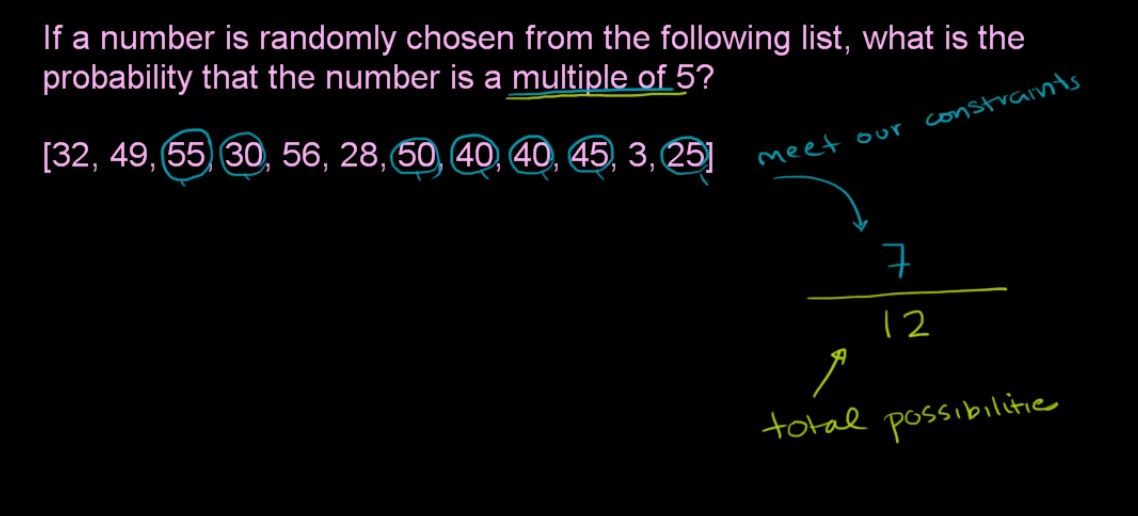 If a number is randomly chosen from the following list, what is the
probability that the number is a multiple of 5?
[32, 49, 55, 30, 56, 28, 50, 40, 40, 45, 3, 25]
meet our constraints
7
12
total possibilitie